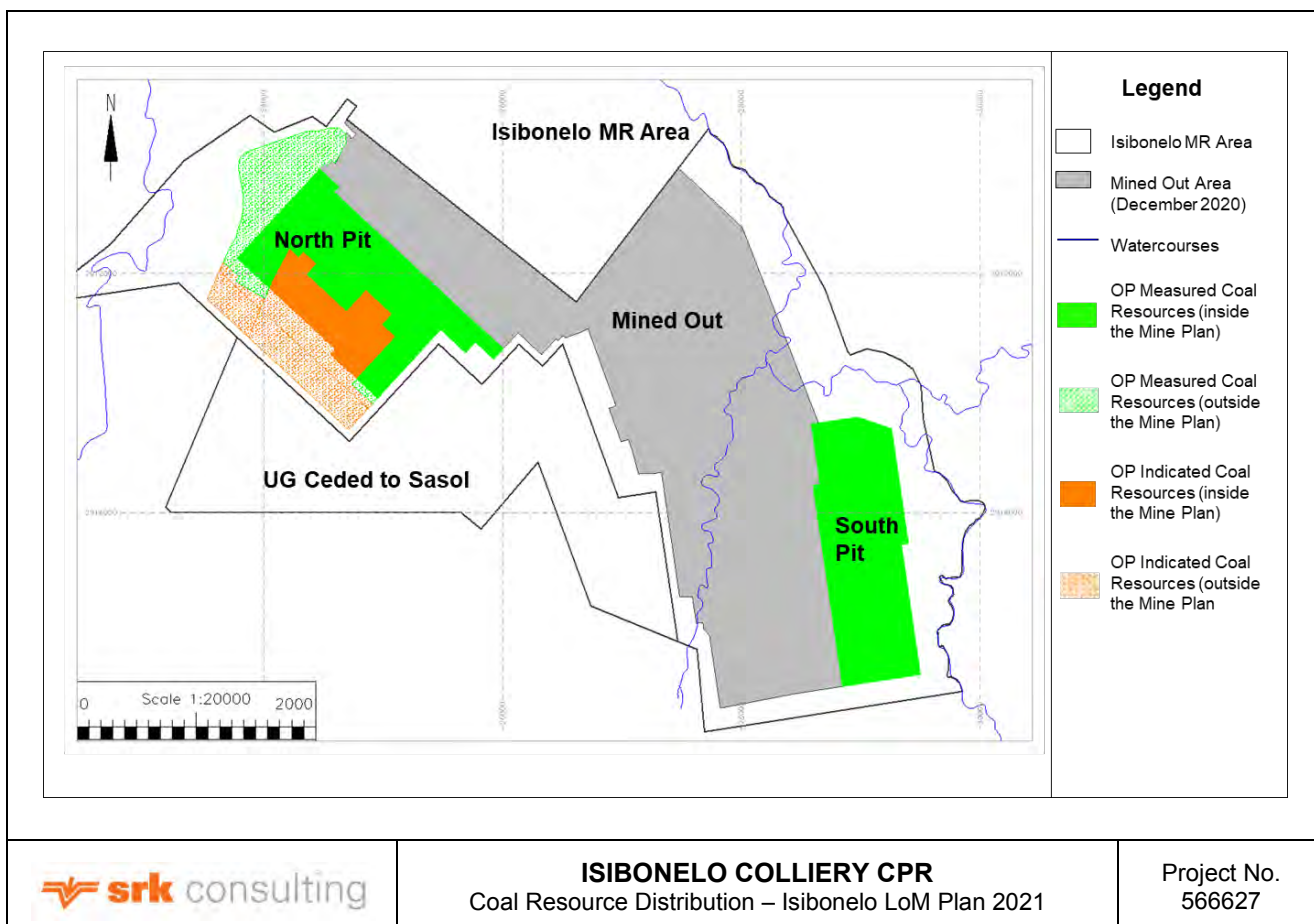 N
Isibonelo MR Area
North Pit
Mined Out
UG Ceded to Sasol
South
Pit
0 Scale 1:20000 2000
Legend
Isibonelo MR Area
Mined Out Area
(December 2020)
Watercourses
OP Measured Coal
Resources (inside
the Mine Plan)
OP Measured Coal
Resources (outside
the Mine Plan)
OP Indicated Coal
Resources (inside
the Mine Plan)
OP Indicated Coal
Resources (outside
the Mine Plan
srk consulting
ISIBONELO COLLIERY CPR
Coal Resource Distribution – Isibonelo LoM Plan 2021
Project No.
566627